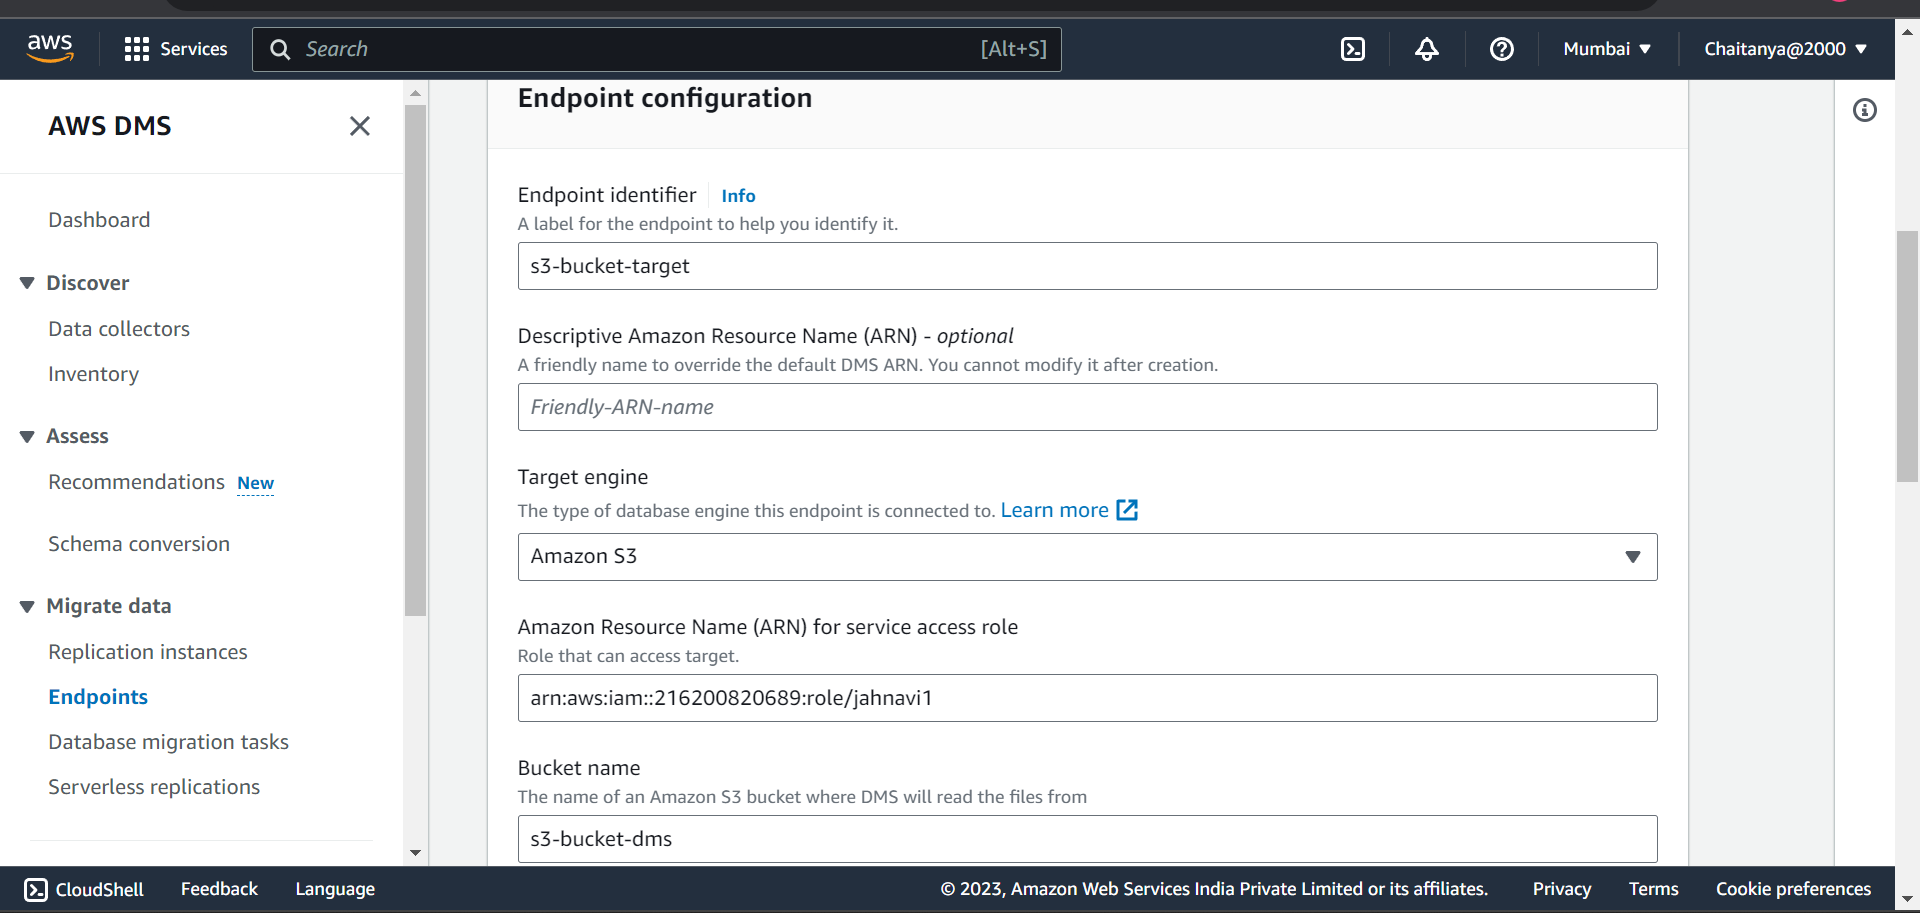 aws
Services
Search
[Alt+S]
Mumbai
Chaitanya@2000
AWS DMS
Dashboard
Discover
Data collectors
Inventory
Assess
Recommendations New
Schema conversion
Migrate data
Replication instances
Endpoints
Database migration tasks
Serverless replications
Endpoint configuration
Endpoint identifier Info
A label for the endpoint to help you identify it.
s3-bucket-target
Descriptive Amazon Resource Name (ARN) - optional
A friendly name to override the default DMS ARN. You cannot modify it after creation.
Friendly-ARN-name
Target engine
The type of database engine this endpoint is connected to. Learn more
Amazon S3
Amazon Resource Name (ARN) for service access role
Role that can access target.
arn:aws:iam::216200820689:role/jahnavi1
Bucket name
The name of an Amazon S3 bucket where DMS will read the files from
s3-bucket-dms
CloudShell Feedback Language
© 2023, Amazon Web Services India Private Limited or its affiliates. Privacy Terms Cookie preferences